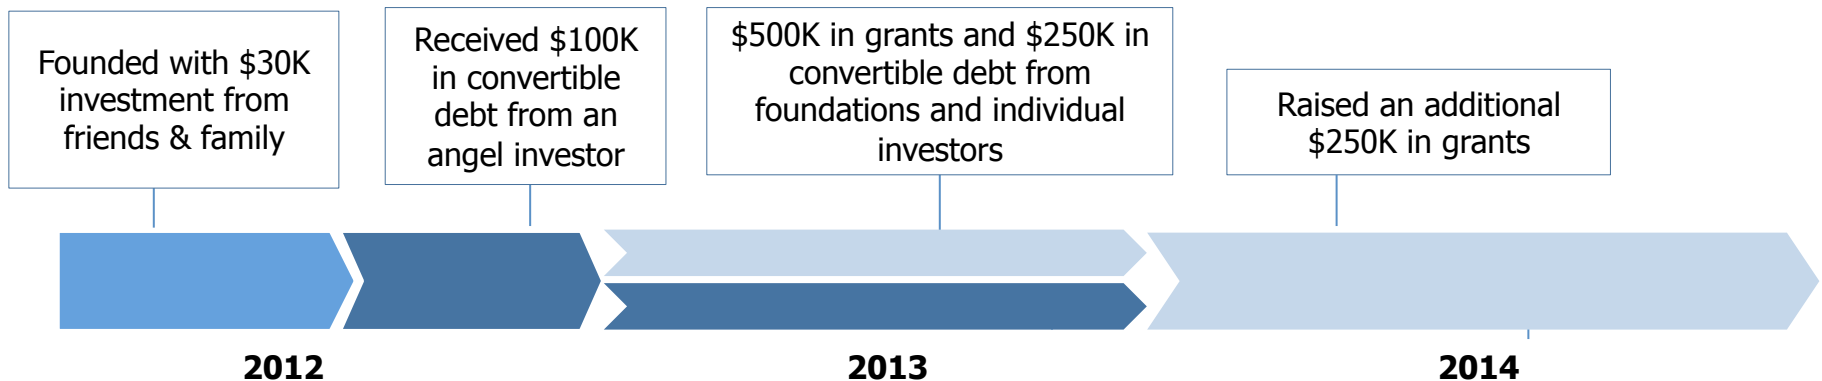 Founded with $30K
investment from
friends & family
Received $100K
in convertible
debt from an
angel investor
$500K in grants and $250K in
convertible debt from
foundations and individual
investors
Raised an additional
$250K in grants
2012
2013
2014